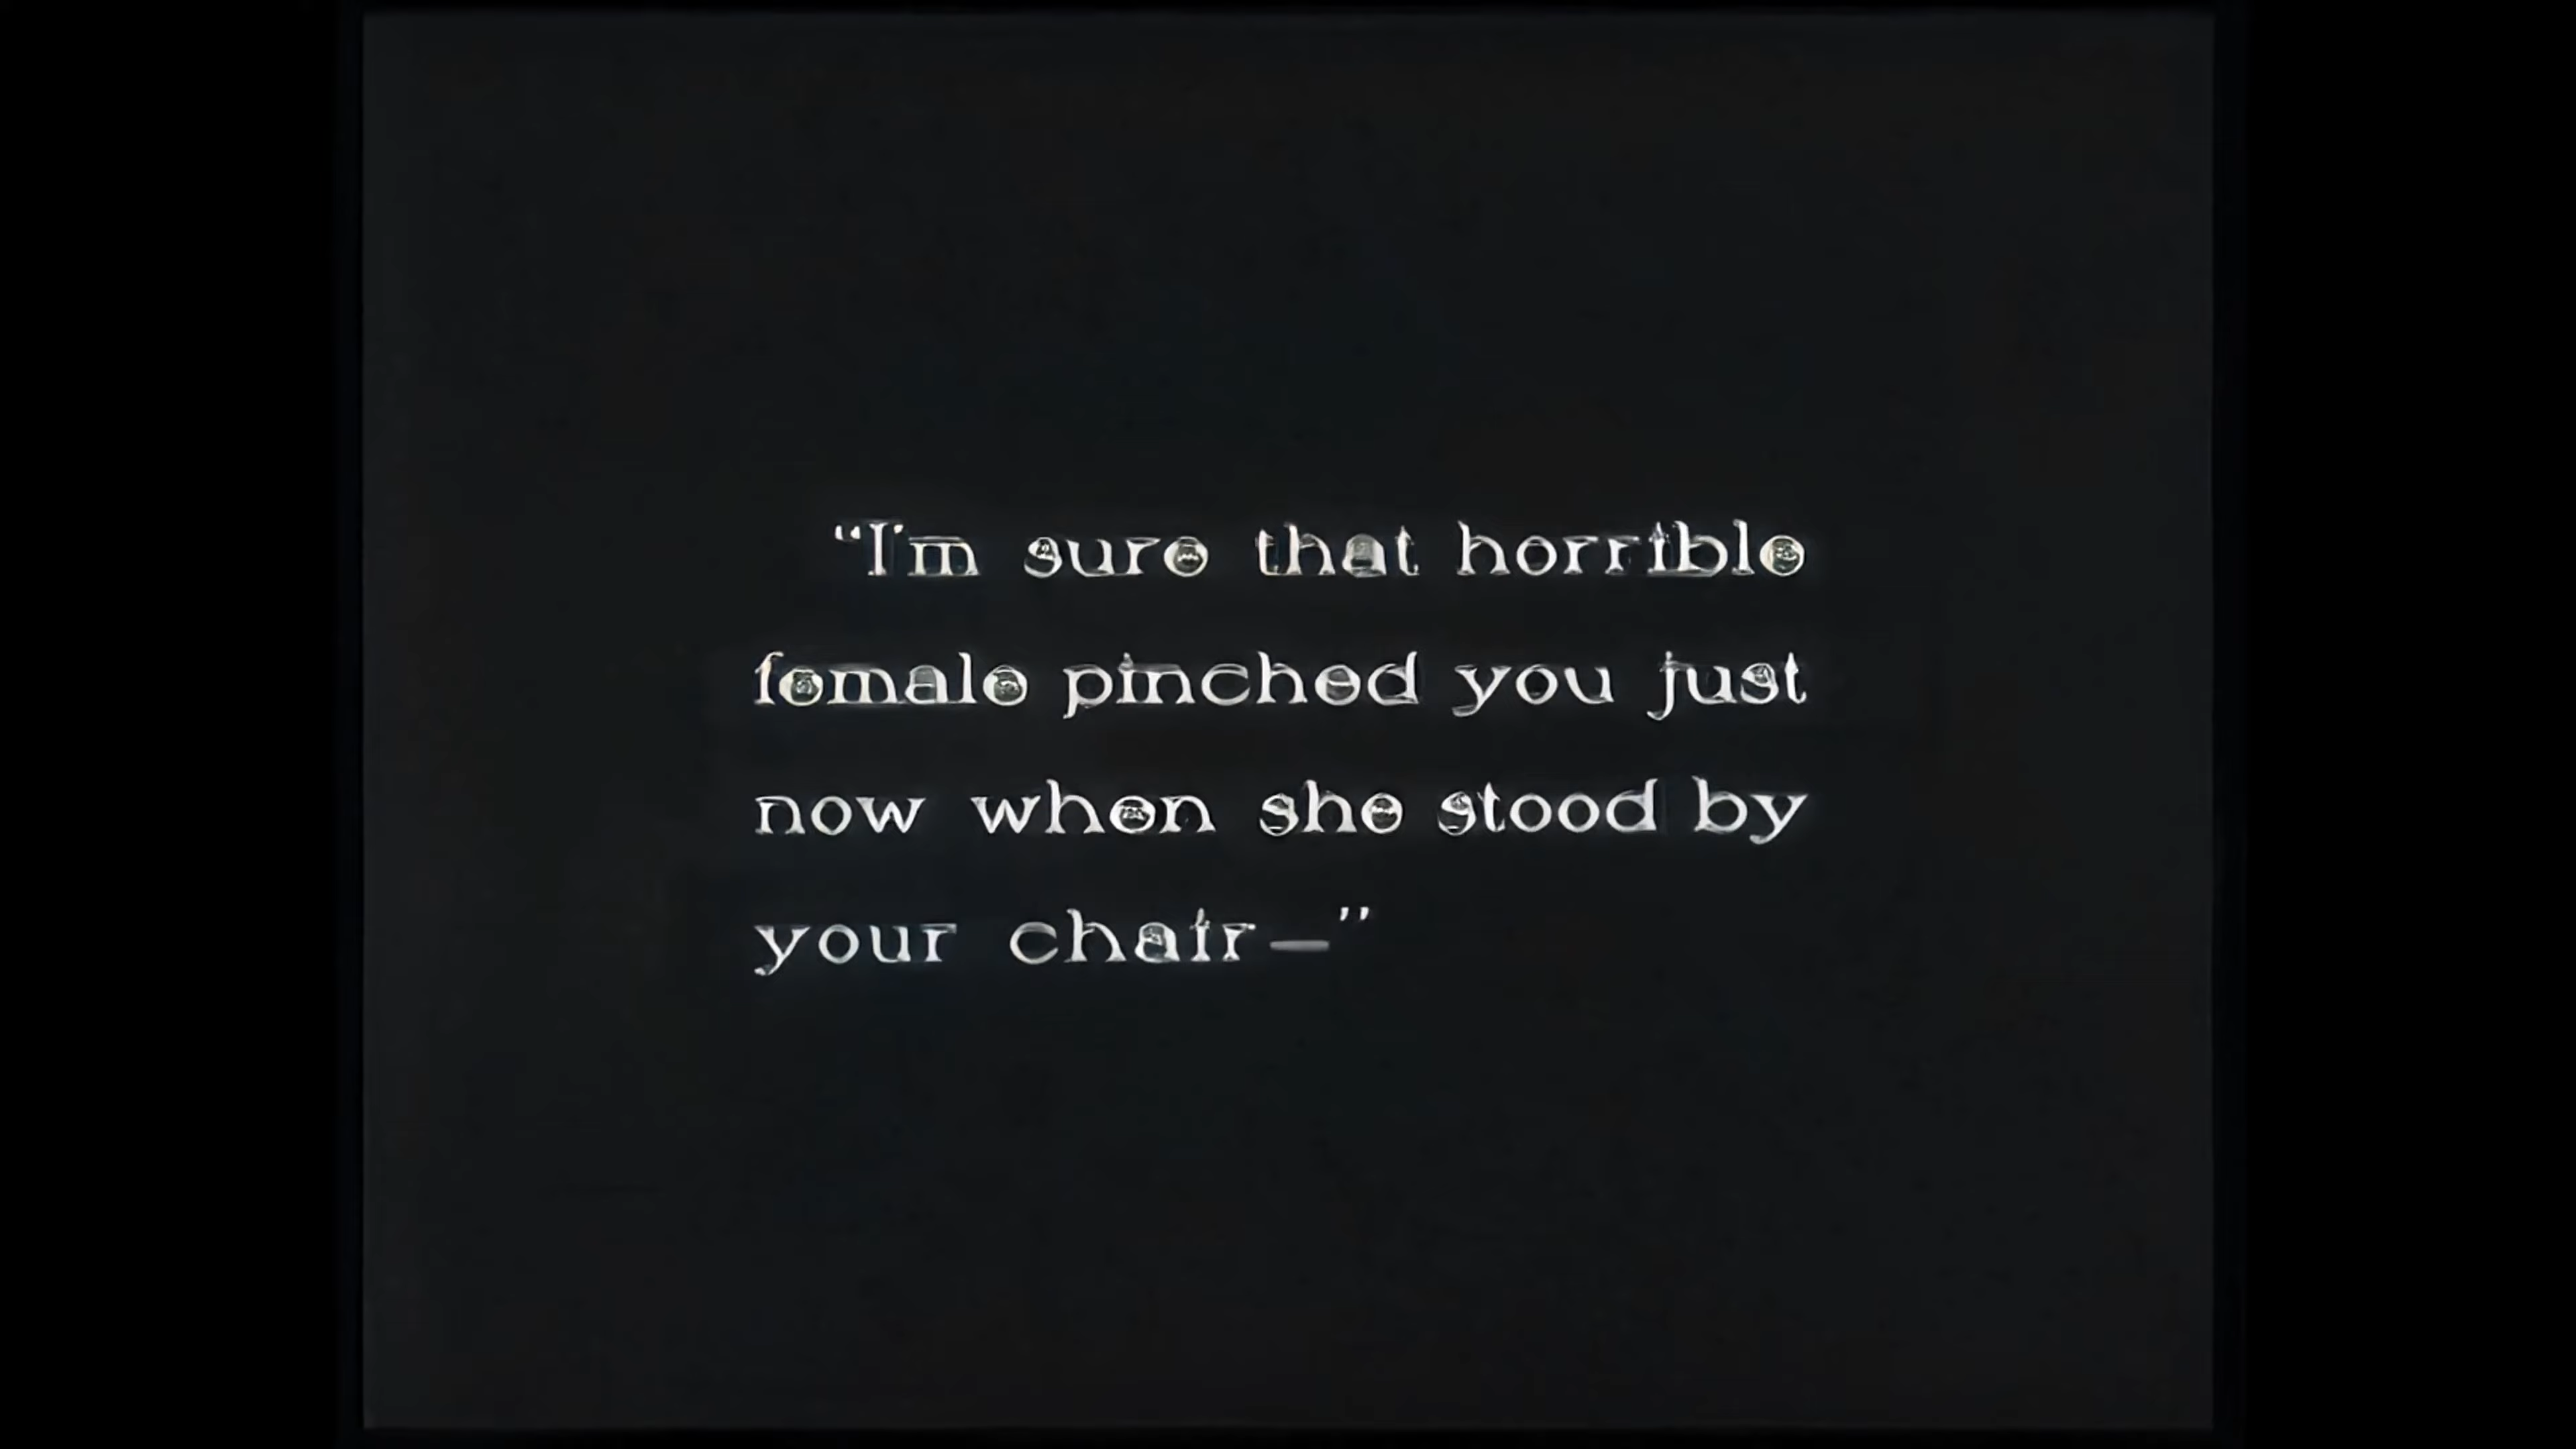 “I'm sure that horrible
female pinched you just
now when she stood by
your chair—”